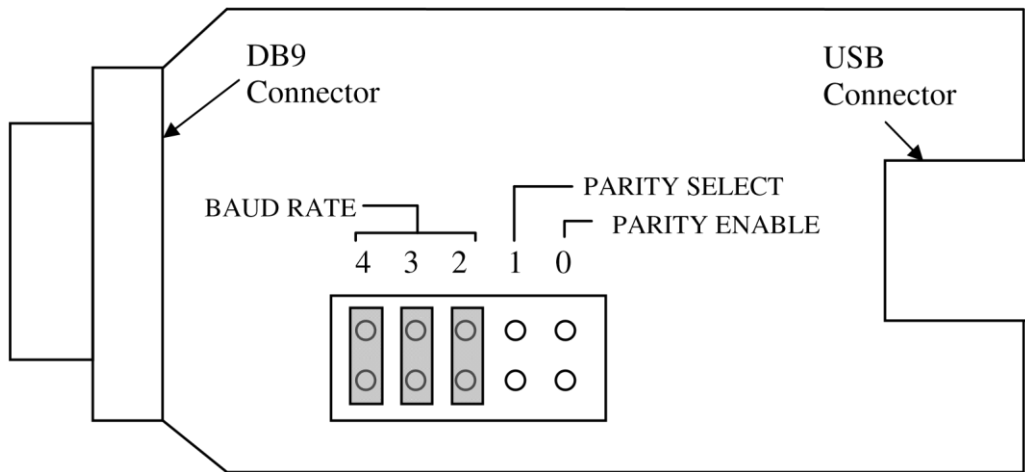 DB9
Connector
USB
Connector
PARITY SELECT
BAUD RATE
PARITY ENABLE
4 3 2 1 0